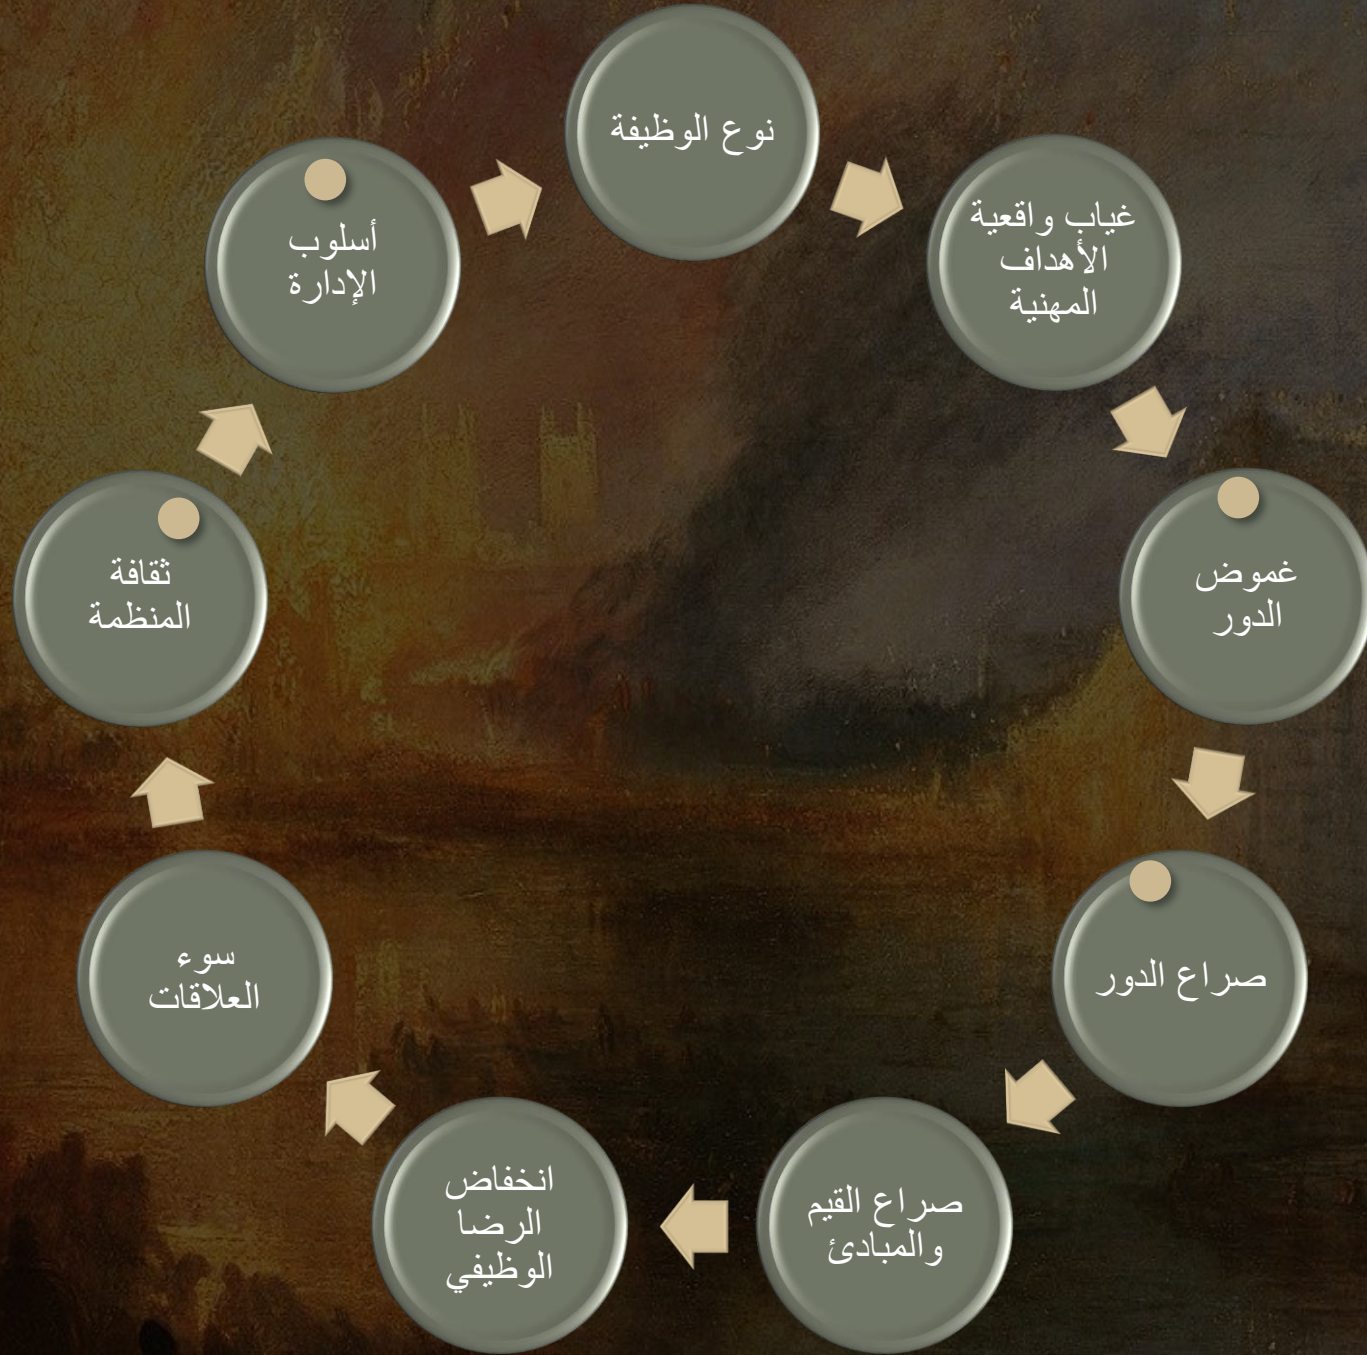 نوع الوظيفة
غياب واقعية
الأهداف
المهنية
غموض
الدور
صراع الدور
صراع القيم
والمبادئ
انخفاض
الرضا
الوظيفي
سوء
العلاقات
ثقافة
المنظمة
أسلوب
الإدارة